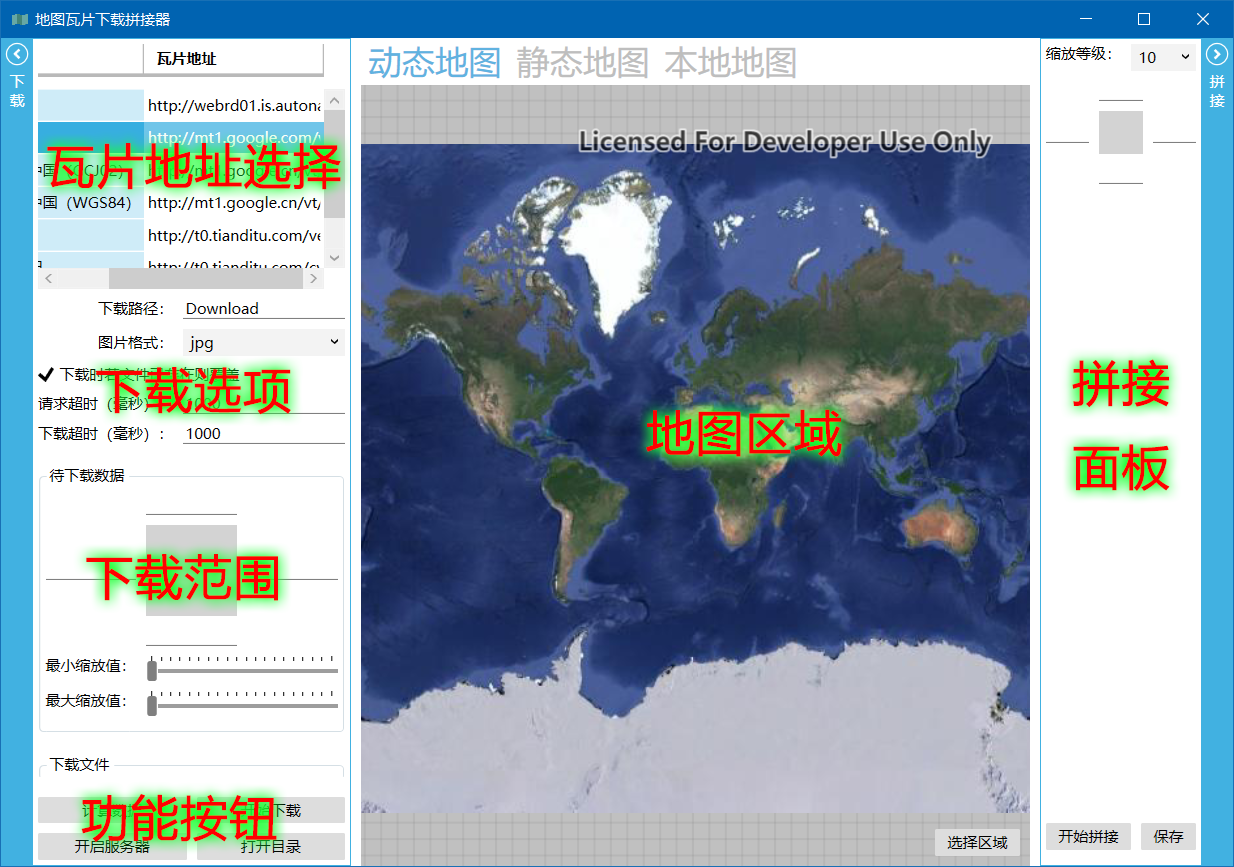 地图瓦片下载拼接器
下载
瓦片地址
http://webrd01.is.autona
http://mt1.google.com/
瓦片地址选择
国（GCJ02）
中国（WGS84） http://mt1.google.cn/vt/
http://t0.tianditu.com/ve
http://t0.tianditu.com/cv
下载路径： Download
图片格式： jpg
下载时若文件存在则覆盖
下载选项
请求超时（毫秒）
下载超时（毫秒）： 1000
待下载数据
下载范围
最小缩放值：
最大缩放值：
下载文件
下载
功能按钮
开启服务器 打开目录
动态地图 静态地图 本地地图
Licensed For Developer Use Only
地图区域
选择区域
缩放等级： 10
拼接
面板
开始拼接 保存
拼接